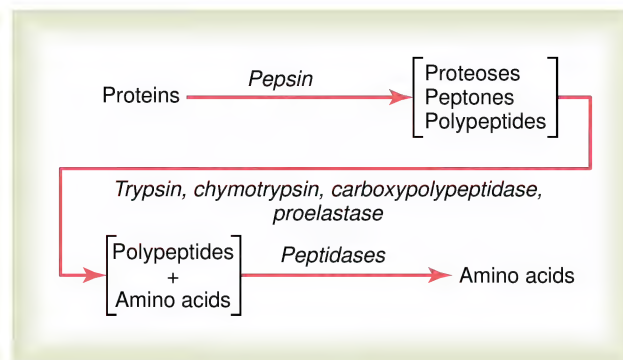 Proteins
Pepsin
Proteoses
Peptones
Polypeptides
Trypsin, chymotrypsin, carboxypolypeptidase,
proelastase
Polypeptides
+
Amino acids
Peptidases
Amino acids